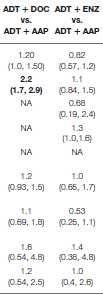 ADT + DOC ADT + ENZ
vs. vs.
ADT + AAP ADT + AAP
1.20 0.82
(1.0, 1.50) (0.57, 1.2)
2.2 1.1
(1.7, 2.9) (0.84, 1.5)
NA 0.68
(0.19, 2.4)
NA 1.3
(1.0,1.6)
NA NA
1.2 1.0
(0.93, 1.5) (0.65, 1.7)
1.1 0.53
(0.69, 1.8) (0.25, 1.1)
1.6 1.4
(0.54, 4.8) (0.38, 4.8)
1.2 1.0
(0.54, 2.5) (0.4, 2.6)